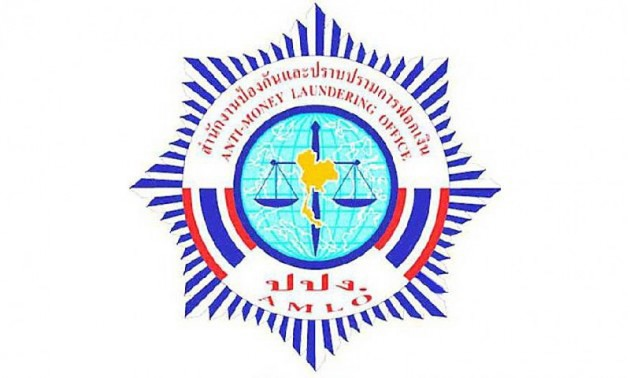 สำนักงานป้องกันและปราบปรามการฟอกเงิน
ANTI-MONEY LAUNDERING OFFICE
ปปง.
AMLO